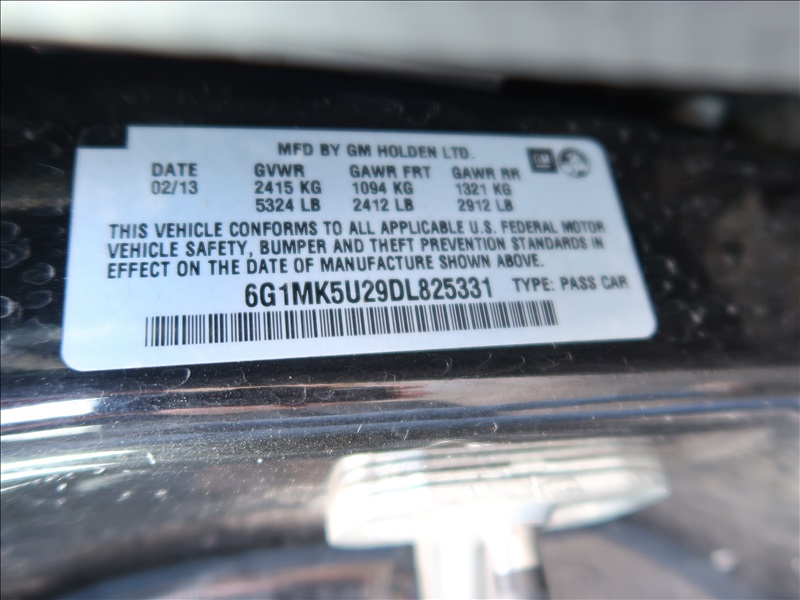 MFD BY GM HOLDEN LTD.
GM
DATE GVWR GAWR FRT GAWR RR
02/13 2415 KG 1094 KG 1321 KG
5324 LB 2412 LB 2912 LB
THIS VEHICLE CONFORMS TO ALL APPLICABLE U.S. FEDERAL MOTOR
VEHICLE SAFETY, BUMPER AND THEFT PREVENTION STANDARDS IN
EFFECT ON THE DATE OF MANUFACTURE SHOWN ABOVE.
6G1MK5U29DL825331 TYPE: PASS CAR